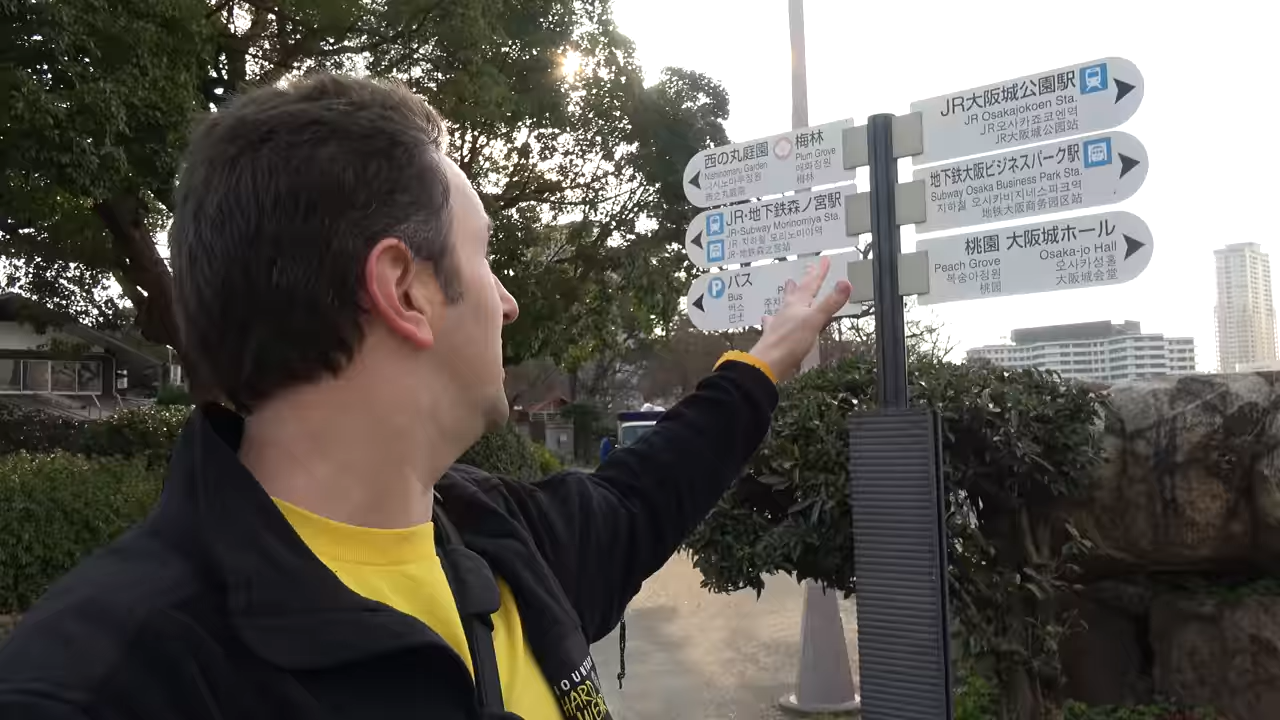 西の丸庭園 梅林
Nishinomaru Garden Plum Grove
니시노마루정원 매화정원
西之丸庭院 梅林
JR・地下鉄森ノ宮駅
JR・Subway Morinomiya Sta.
JR・지하철 모리노미야역
JR・地铁森之宫站
P バス
Bus
버스
巴士
JR大阪城公園駅
JR Osakajokoen Sta.
JR오사카죠코엔역
JR大阪城公园站
地下鉄大阪ビジネスパーク駅
Subway Osaka Business Park Sta.
지하철 오사카비지네스파크역
地铁大阪商务园区站
桃園 大阪城ホール
Peach Grove Osaka-jo Hall
복숭아정원 오사카성홀
桃园 大阪城会堂
HARD